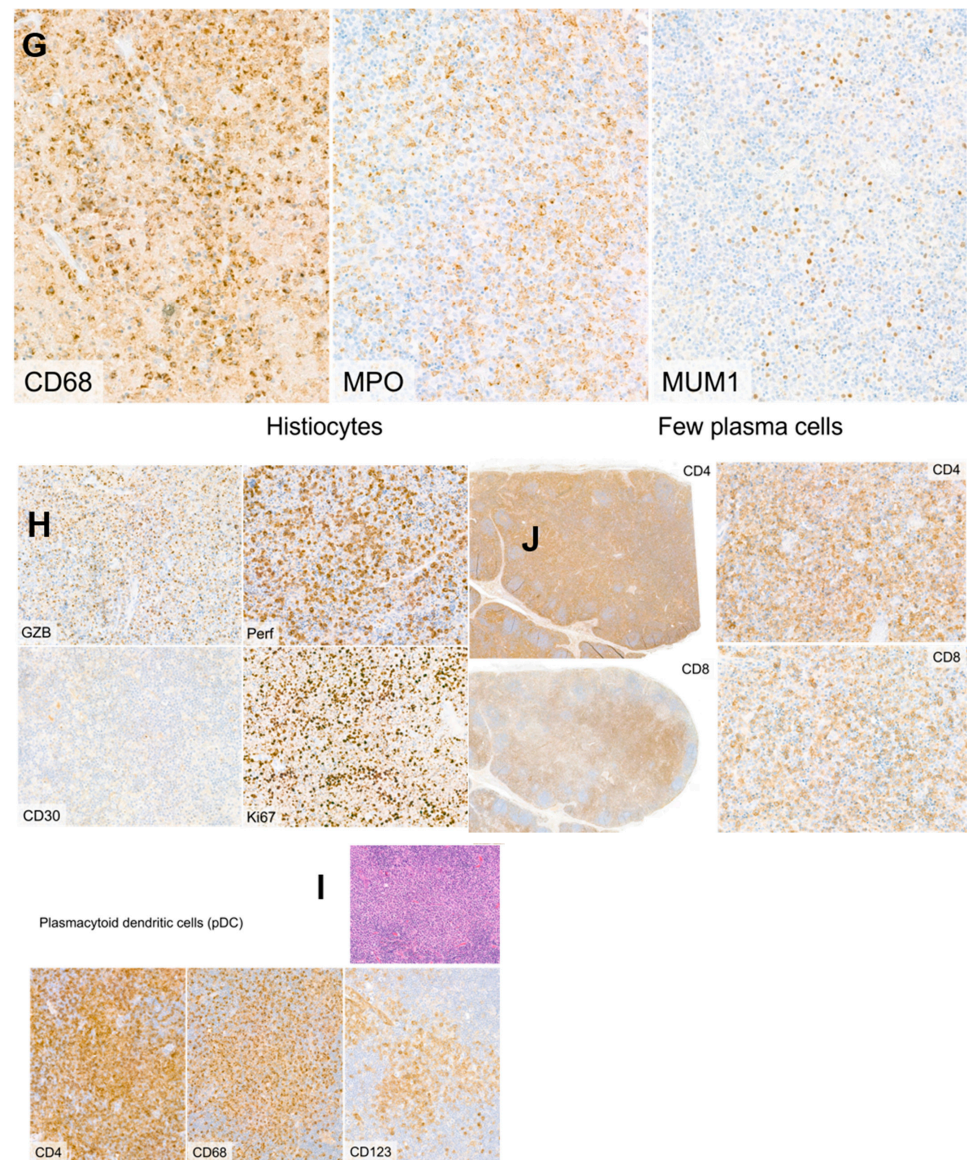 G
CD68
MPO
MUM1
Histiocytes
Few plasma cells
H
GZB
Perf
J
CD4
CD4
CD30
Ki67
CD8
CD8
I
Plasmacytoid dendritic cells (pDC)
CD4
CD68
CD123